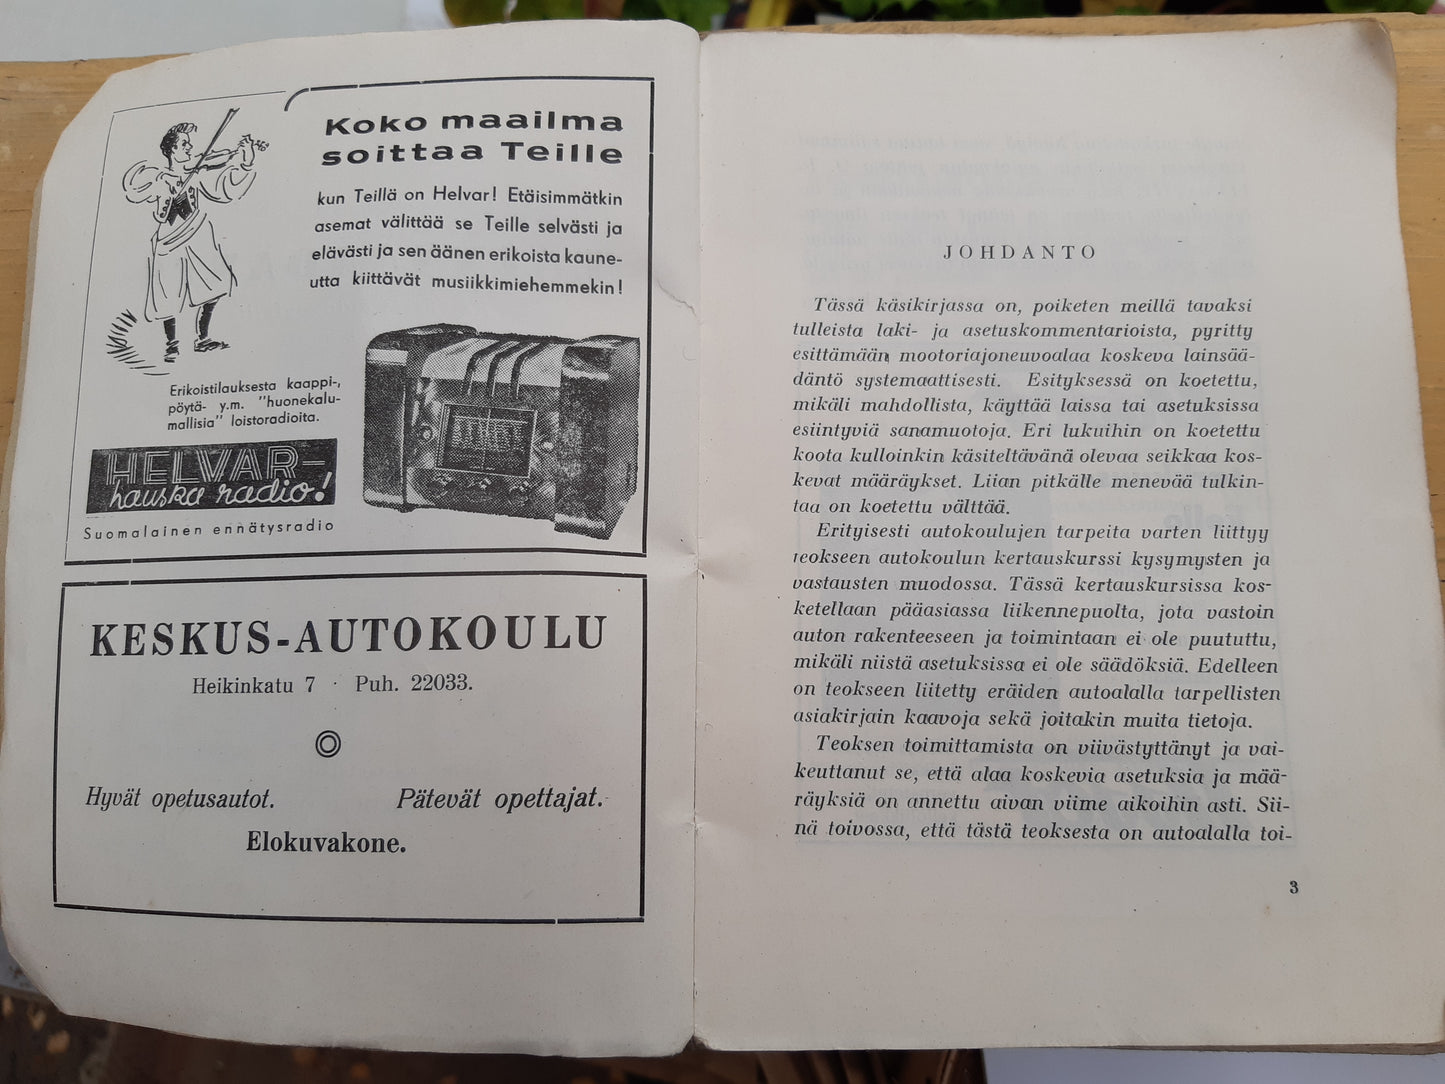 Koko maailma
soittaa Teille
kun Teillä on Helvar! Etäisimmätkin
asemat välittää se Teille selvästi ja
elävästi ja sen äänen erikoista kaune-
utta kiittävät musiikkimiehemmekin!
Erikoistilauksesta kaappi-,
pöytä- y.m. "huonekalu-
mallisia" loistoradioita.
HELVAR-
hauska radio!
Suomalainen ennätysradio
KESKUS-AUTOKOULU
Heikinkatu 7 · Puh. 22033.
Hyvät opetusautot. Pätevät opettajat.
Elokuvakone.
JOHDANTO
Tässä käsikirjassa on, poiketen meillä tavaksi
tulleista laki- ja asetuskommentarioista, pyritty
esittämään mootoriajoneuvoalaa koskeva lainsää-
däntö systemaattisesti. Esityksessä on koetettu,
mikäli mahdollista, käyttää laissa tai asetuksissa
esiintyviä sanamuotoja. Eri lukuihin on koetettu
koota kulloinkin käsiteltävänä olevaa seikkaa kos-
kevat määräykset. Liian pitkälle menevää tulkin-
taa on koetettu välttää.
Erityisesti autokoulujen tarpeita varten liittyy
teokseen autokoulun kertauskurssi kysymysten ja
vastausten muodossa. Tässä kertauskursissa kos-
ketellaan pääasiassa liikennepuolta, jota vastoin
auton rakenteeseen ja toimintaan ei ole puututtu,
mikäli niistä asetuksissa ei ole säädöksiä. Edelleen
on teokseen liitetty eräiden autoalalla tarpellisten
asiakirjain kaavoja sekä joitakin muita tietoja.
Teoksen toimittamista on viivästyttänyt ja vai-
keuttanut se, että alaa koskevia asetuksia ja mää-
räyksiä on annettu aivan viime aikoihin asti. Sii-
nä toivossa, että tästä teoksesta on autoalalla toi-
3